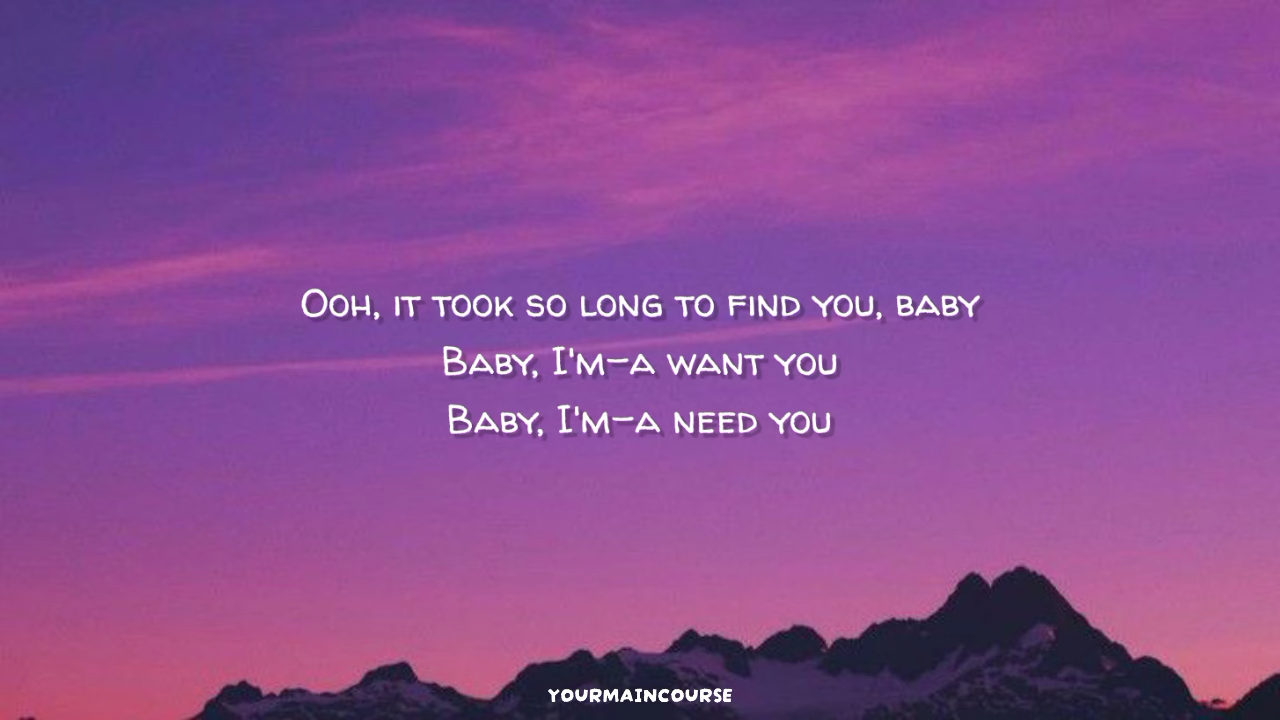 Ooh, it took so long to find you, baby
Baby, I'm-a want you
Baby, I'm-a need you
YOURMAINCOURSE